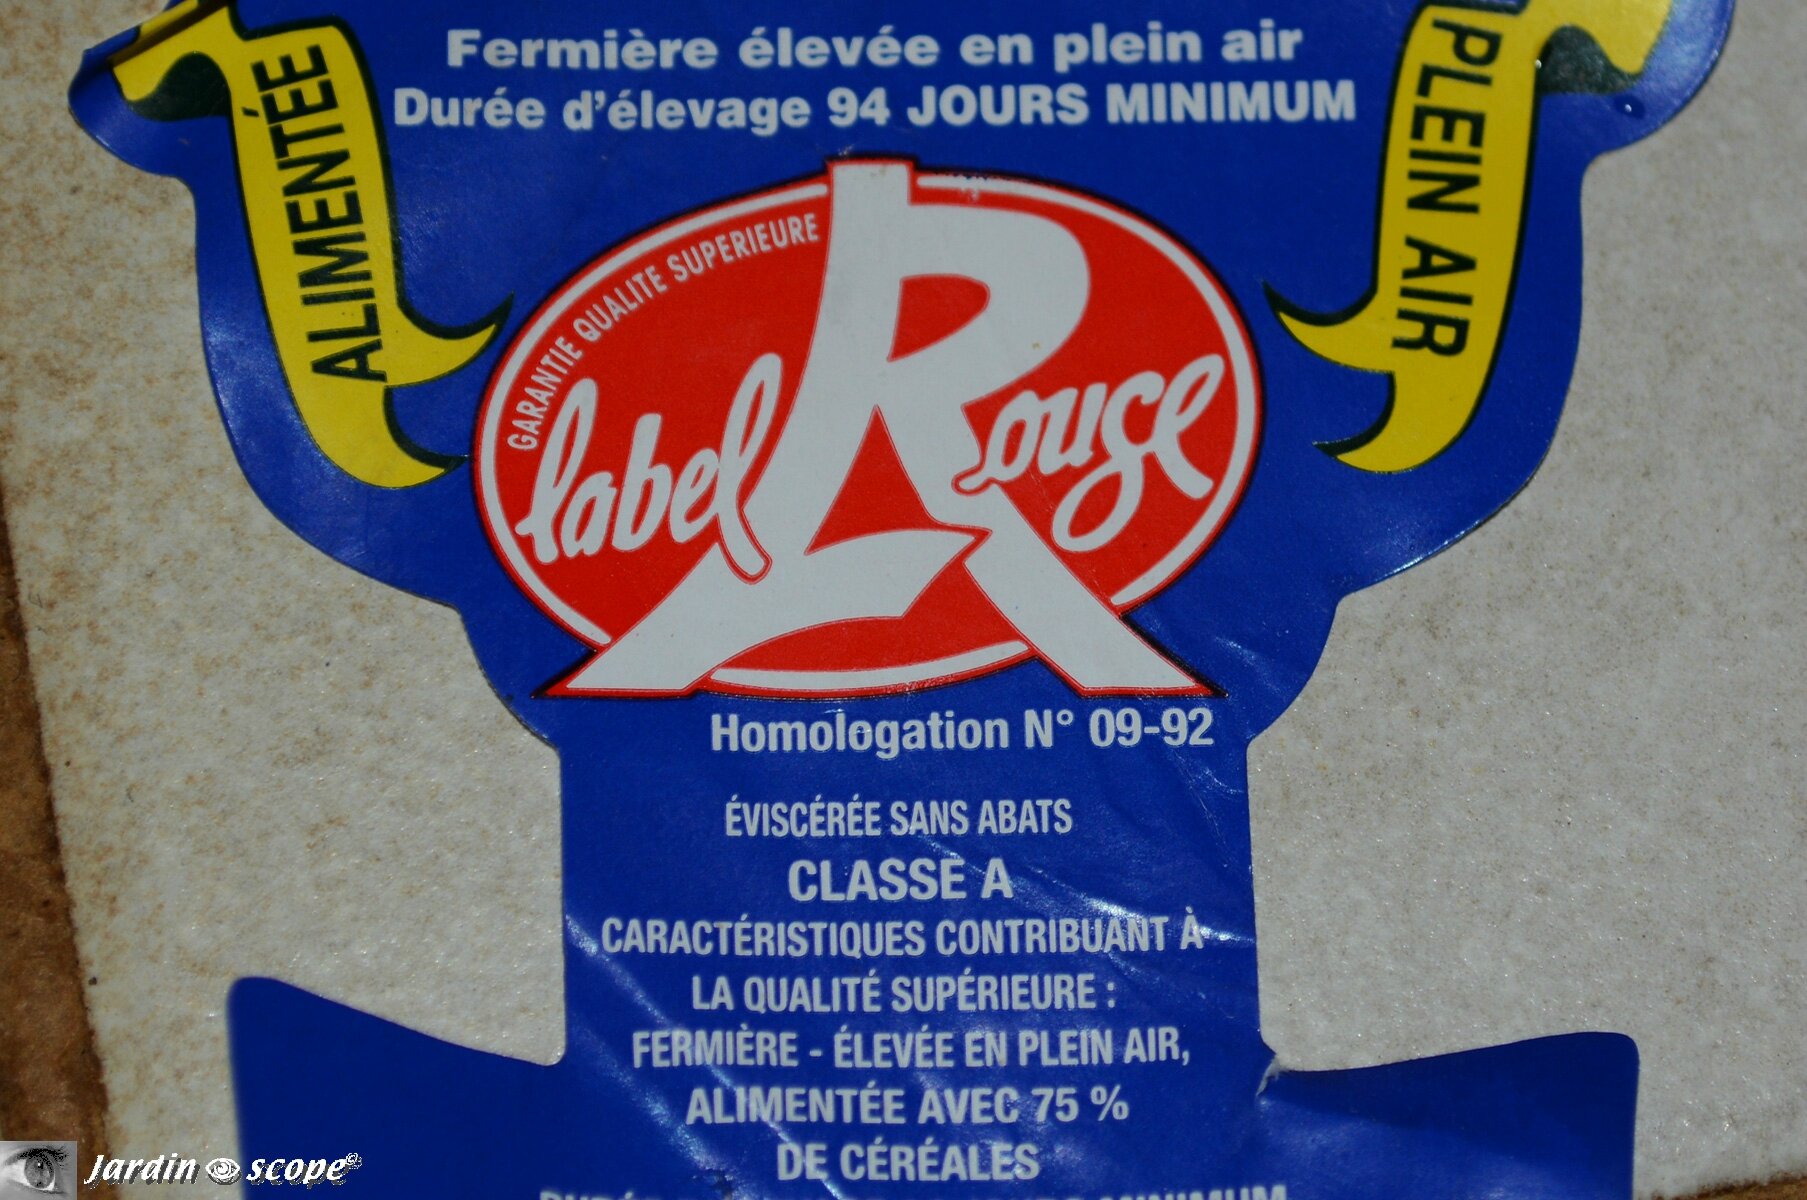 Fermière élevée en plein air
Durée d'élevage 94 JOURS MINIMUM
ALIMENTÉE
PLEIN AIR
GARANTIE QUALITE SUPERIEURE
label Rouge
Homologation N° 09-92
ÉVISCÉRÉE SANS ABATS
CLASSE A
CARACTÉRISTIQUES CONTRIBUANT À
LA QUALITÉ SUPÉRIEURE :
FERMIÈRE - ÉLEVÉE EN PLEIN AIR,
ALIMENTÉE AVEC 75 %
DE CÉRÉALES
MINIMUM
Jardin scope©